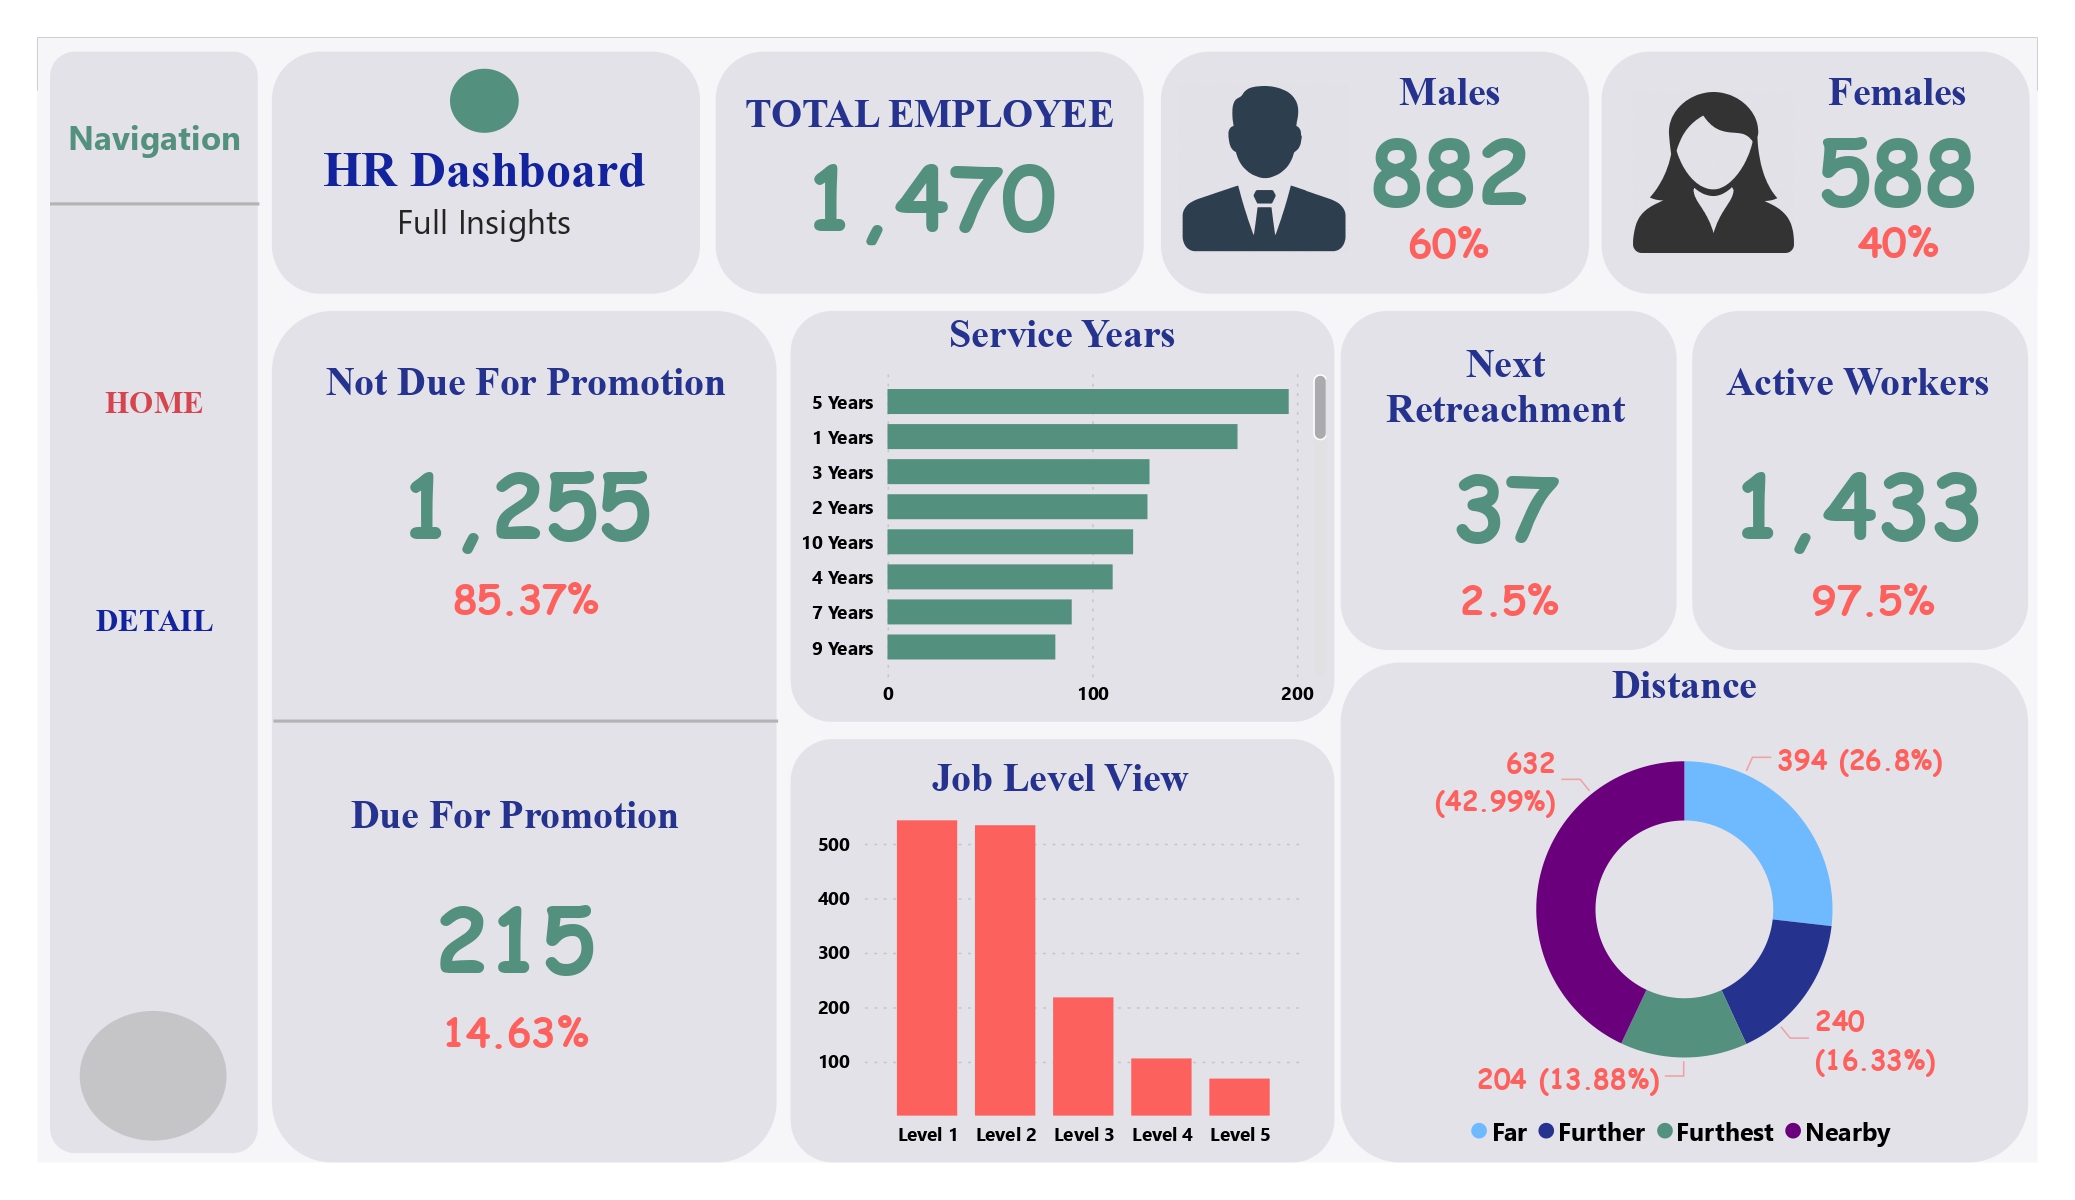 Navigation
HOME
DETAIL
HR Dashboard
Full Insights
TOTAL EMPLOYEE
1,470
Males
882
60%
Females
588
40%
Not Due For Promotion
1,255
85.37%
Due For Promotion
215
14.63%
Service Years
5 Years
1 Years
3 Years
2 Years
10 Years
4 Years
7 Years
9 Years
0 100 200
Next
Retreachment
37
2.5%
Active Workers
1,433
97.5%
Job Level View
500
400
300
200
100
Level 1 Level 2 Level 3 Level 4 Level 5
Distance
632
(42.99%)
394 (26.8%)
240
(16.33%)
204 (13.88%)
Far Further Furthest Nearby